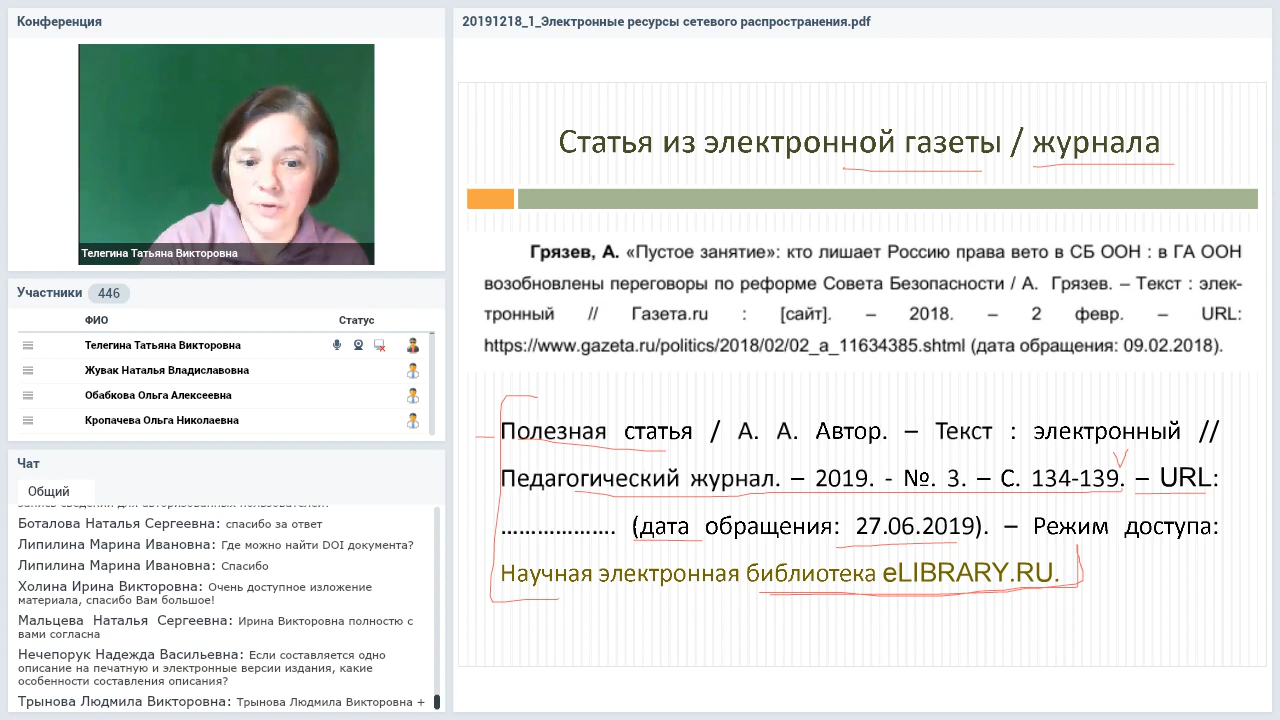 Конференция
Телегина Татьяна Викторовна
Участники 446
ФИО Статус
Телегина Татьяна Викторовна
Жувак Наталья Владиславовна
Обабкова Ольга Алексеевна
Кропачева Ольга Николаевна
Чат
Общий
Боталова Наталья Сергеевна: спасибо за ответ
Липилина Марина Ивановна: Где можно найти DOI документа?
Липилина Марина Ивановна: Спасибо
Холина Ирина Викторовна: Очень доступное изложение
материала, спасибо Вам большое!
Мальцева Наталья Сергеевна: Ирина Викторовна полностю с
вами согласна
Нечепорук Надежда Васильевна: Если составляется одно
описание на печатную и электронные версии издания, какие
особенности составления описания?
Трынова Людмила Викторовна: Трынова Людмила Викторовна +
20191218_1_Электронные ресурсы сетевого распространения.pdf
Статья из электронной газеты / журнала
Грязев, А. «Пустое занятие»: кто лишает Россию права вето в СБ ООН : в ГА ООН
возобновлены переговоры по реформе Совета Безопасности / А. Грязев. – Текст : элек-
тронный // Газета.ru : [сайт]. – 2018. – 2 февр. – URL:
https://www.gazeta.ru/politics/2018/02/02_a_11634385.shtml (дата обращения: 09.02.2018).
Полезная статья / А. А. Автор. – Текст : электронный //
Педагогический журнал. – 2019. - №. 3. – С. 134-139. – URL:
.................. (дата обращения: 27.06.2019). – Режим доступа:
Научная электронная библиотека eLIBRARY.RU.